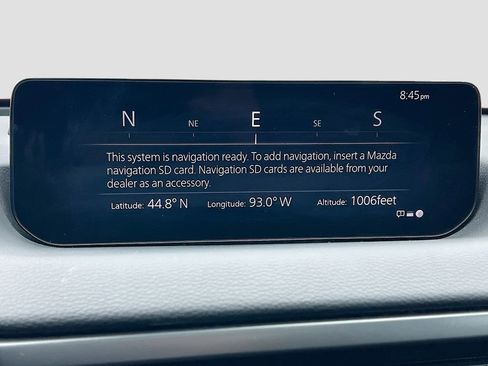 8:45pm
N NE E SE S
This system is navigation ready. To add navigation, insert a Mazda
navigation SD card. Navigation SD cards are available from your
dealer as an accessory.
Latitude: 44.8° N Longitude: 93.0° W Altitude: 1006feet